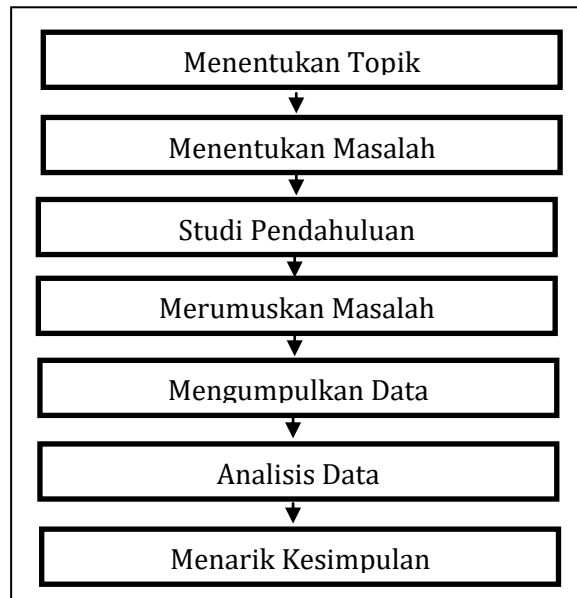 Menentukan Topik
Menentukan Masalah
Studi Pendahuluan
Merumuskan Masalah
Mengumpulkan Data
Analisis Data
Menarik Kesimpulan